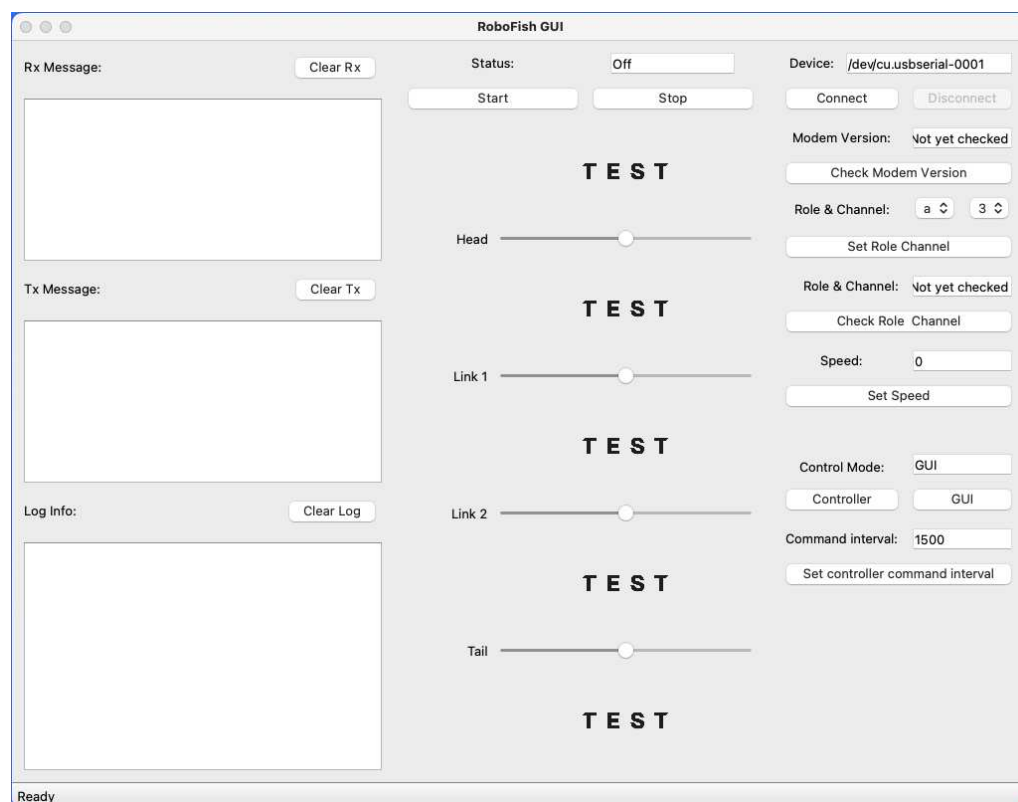 RoboFish GUI
Rx Message:
Clear Rx
Tx Message:
Clear Tx
Log Info:
Clear Log
Status:
Off
Start
Stop
TEST
Head
TEST
Link 1
TEST
Link 2
TEST
Tail
TEST
Device:
/dev/cu.usbserial-0001
Connect
Disconnect
Modem Version:
Not yet checked
Check Modem Version
Role & Channel:
a
3
Set Role Channel
Role & Channel:
Not yet checked
Check Role Channel
Speed:
0
Set Speed
Control Mode:
GUI
Controller
GUI
Command interval:
1500
Set controller command interval
Ready